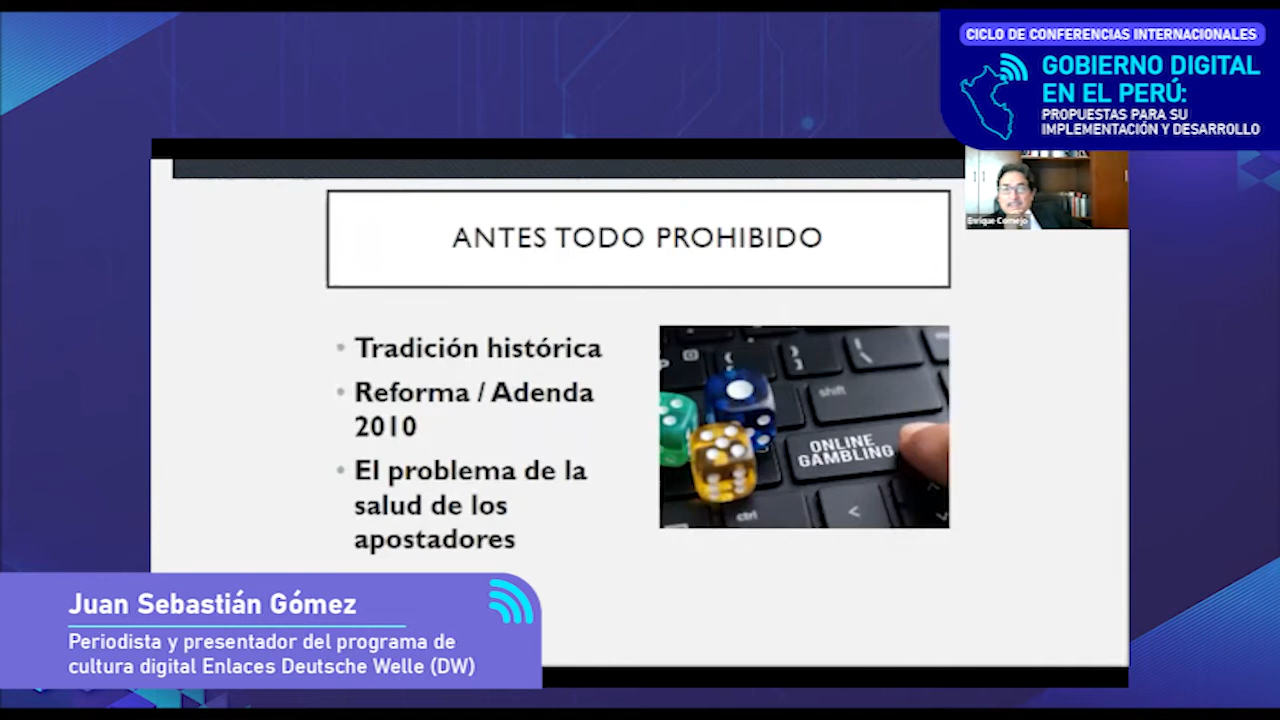 CICLO DE CONFERENCIAS INTERNACIONALES
GOBIERNO DIGITAL
EN EL PERÚ:
PROPUESTAS PARA SU
IMPLEMENTACIÓN Y DESARROLLO
Enrique Cornejo
ANTES TODO PROHIBIDO
Tradición histórica
Reforma / Adenda
2010
El problema de la
salud de los
apostadores
shift
ONLINE
GAMBLING
ctrl
Juan Sebastián Gómez
Periodista y presentador del programa de
cultura digital Enlaces Deutsche Welle (DW)